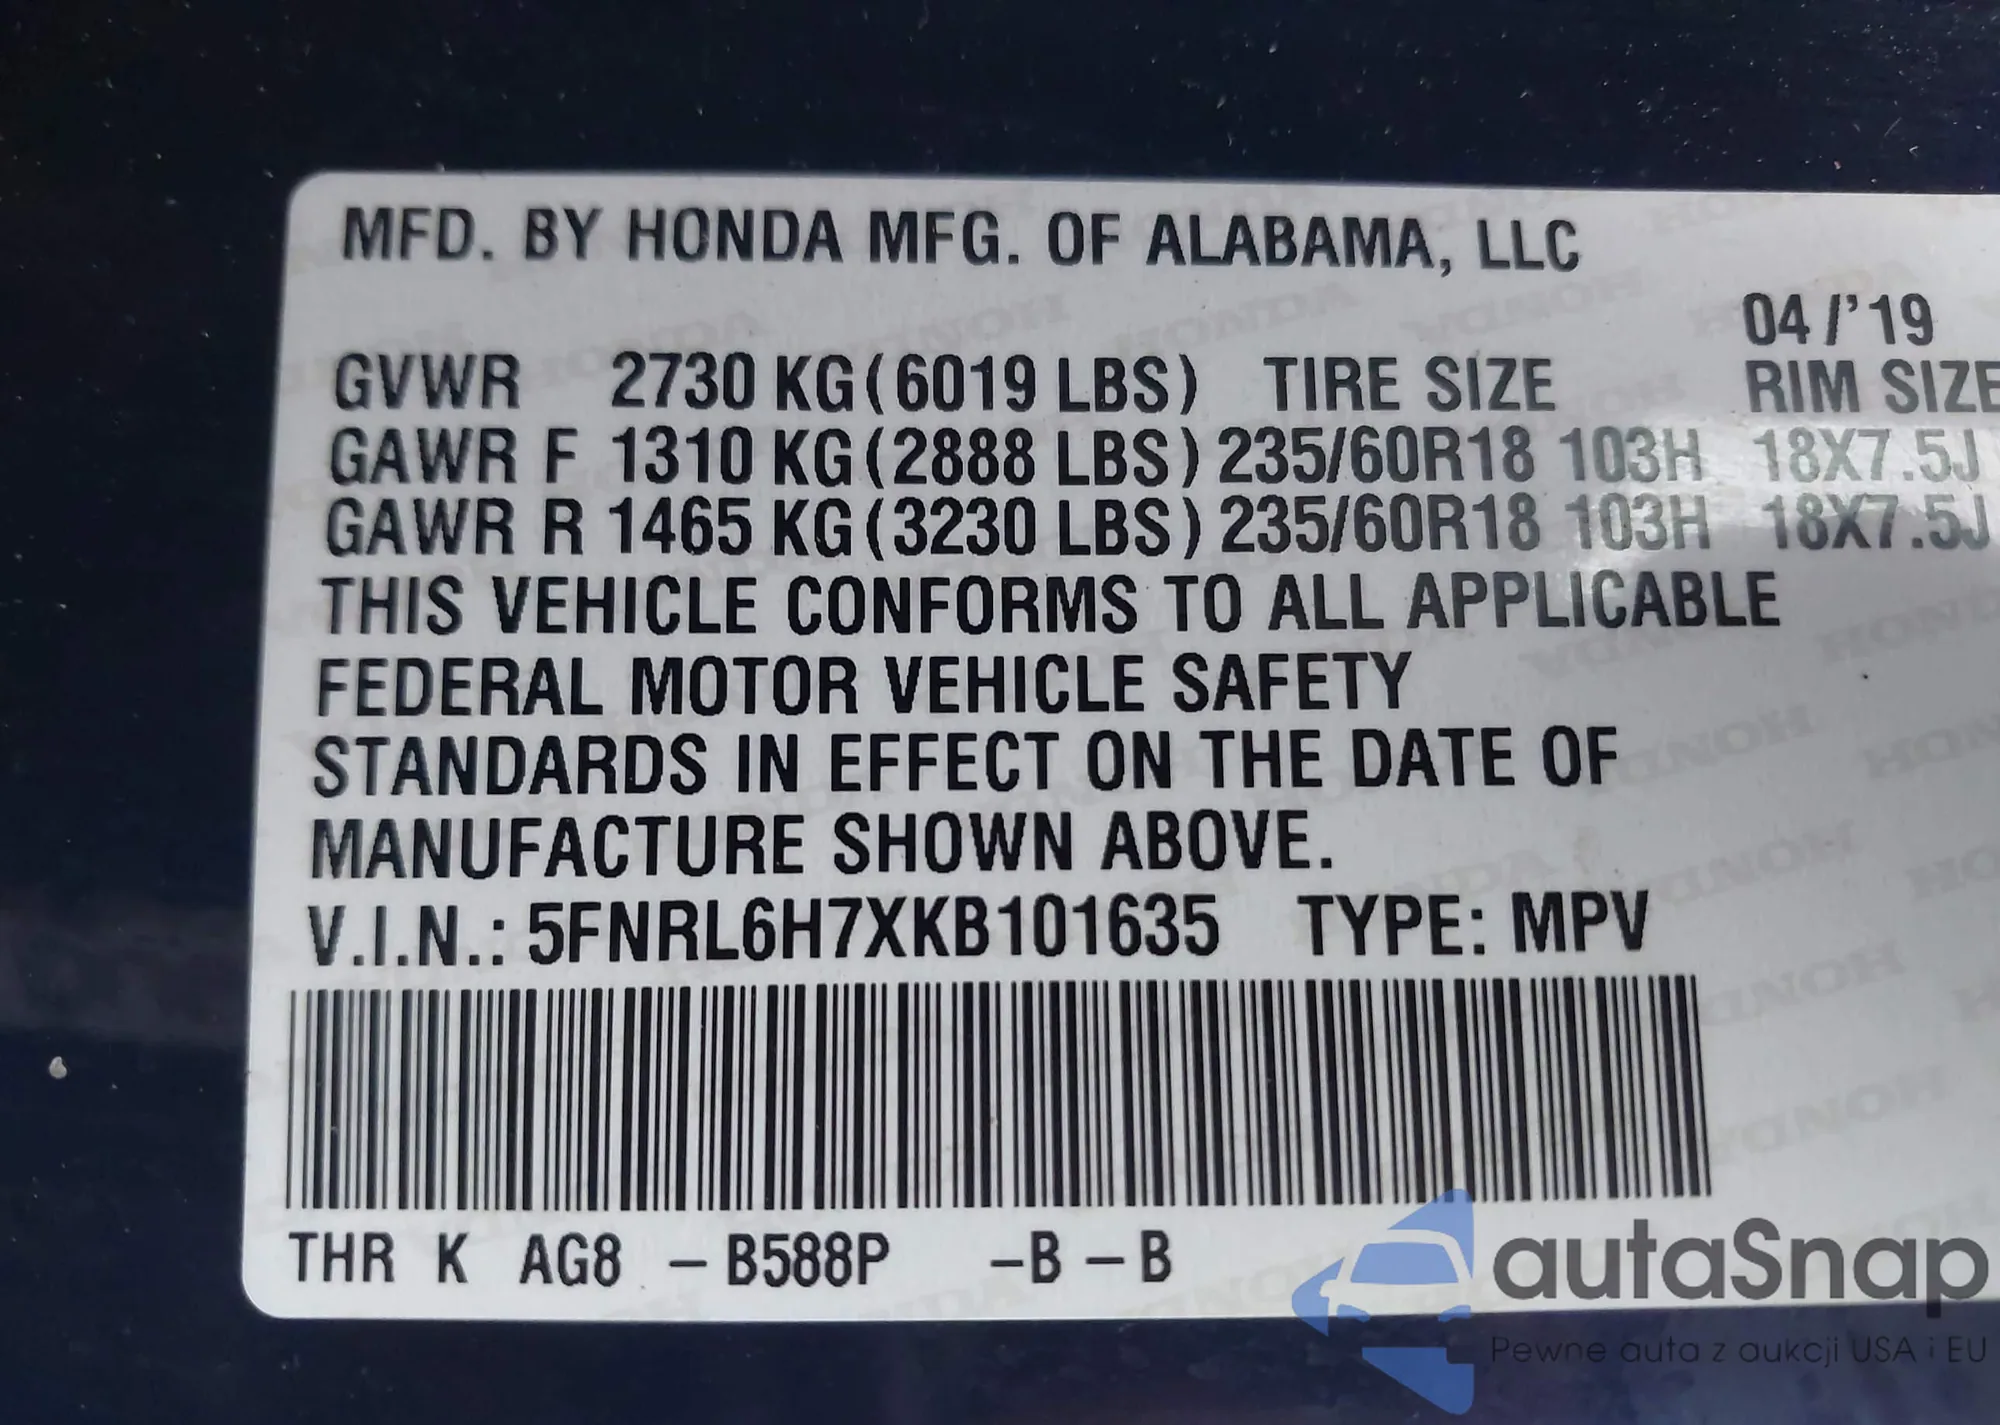 MFD. BY HONDA MFG. OF ALABAMA, LLC
04/'19
GVWR 2730 KG(6019 LBS) TIRE SIZE RIM SIZE
GAWR F 1310 KG(2888 LBS) 235/60R18 103H 18X7.5J
GAWR R 1465 KG(3230 LBS) 235/60R18 103H 18X7.5J
THIS VEHICLE CONFORMS TO ALL APPLICABLE
FEDERAL MOTOR VEHICLE SAFETY
STANDARDS IN EFFECT ON THE DATE OF
MANUFACTURE SHOWN ABOVE.
V.I.N.: 5FNRL6H7XKB101635 TYPE: MPV
THR K AG8 -B588P -B-B
autaSnap
Pewne auta z aukcji USA i EU